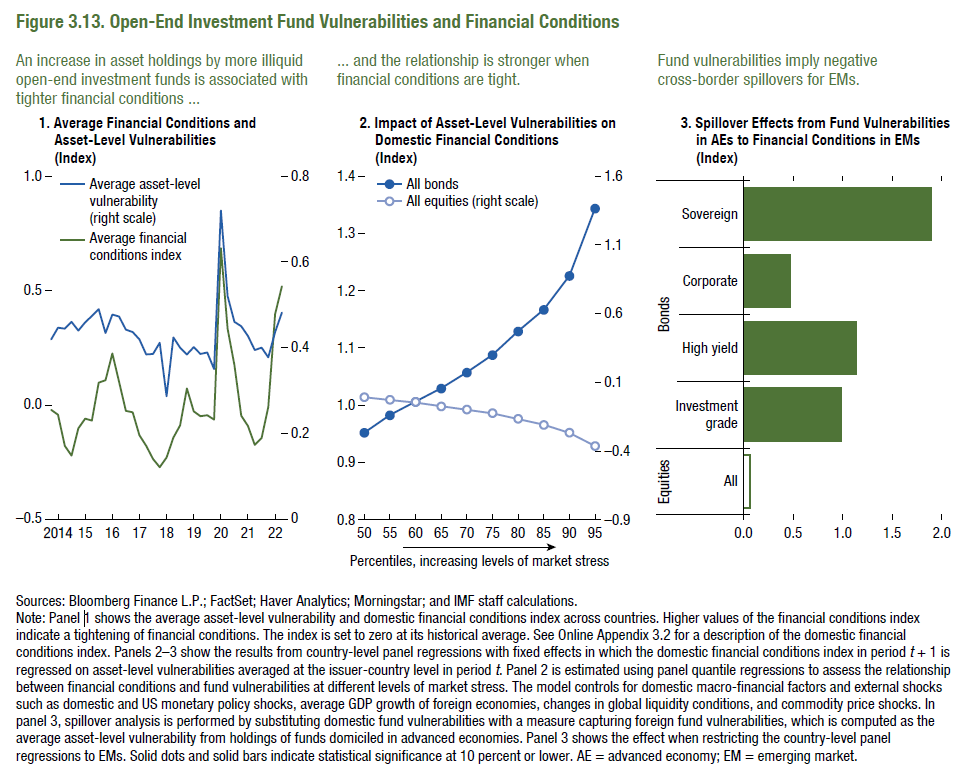 Figure 3.13. Open-End Investment Fund Vulnerabilities and Financial Conditions
An increase in asset holdings by more illiquid
open-end investment funds is associated with
tighter financial conditions ...
... and the relationship is stronger when
financial conditions are tight.
Fund vulnerabilities imply negative
cross-border spillovers for EMs.
1. Average Financial Conditions and
Asset-Level Vulnerabilities
(Index)
1.0
0.5
0.0
–0.5
0.8
0.6
0.4
0.2
0
Average asset-level
vulnerability
(right scale)
Average financial
conditions index
2014 15 16 17 18 19 20 21 22
2. Impact of Asset-Level Vulnerabilities on
Domestic Financial Conditions
(Index)
1.4
1.3
1.2
1.1
1.0
0.9
0.8
1.6
1.1
0.6
0.1
–0.4
–0.9
All bonds
All equities (right scale)
50 55 60 65 70 75 80 85 90 95
Percentiles, increasing levels of market stress
3. Spillover Effects from Fund Vulnerabilities
in AEs to Financial Conditions in EMs
(Index)
Bonds
Sovereign
Corporate
High yield
Investment
grade
Equities
All
0.0 0.5 1.0 1.5 2.0
Sources: Bloomberg Finance L.P.; FactSet; Haver Analytics; Morningstar; and IMF staff calculations.
Note: Panel 1 shows the average asset-level vulnerability and domestic financial conditions index across countries. Higher values of the financial conditions index
indicate a tightening of financial conditions. The index is set to zero at its historical average. See Online Appendix 3.2 for a description of the domestic financial
conditions index. Panels 2–3 show the results from country-level panel regressions with fixed effects in which the domestic financial conditions index in period t + 1 is
regressed on asset-level vulnerabilities averaged at the issuer-country level in period t. Panel 2 is estimated using panel quantile regressions to assess the relationship
between financial conditions and fund vulnerabilities at different levels of market stress. The model controls for domestic macro-financial factors and external shocks
such as domestic and US monetary policy shocks, average GDP growth of foreign economies, changes in global liquidity conditions, and commodity price shocks. In
panel 3, spillover analysis is performed by substituting domestic fund vulnerabilities with a measure capturing foreign fund vulnerabilities, which is computed as the
average asset-level vulnerability from holdings of funds domiciled in advanced economies. Panel 3 shows the effect when restricting the country-level panel
regressions to EMs. Solid dots and solid bars indicate statistical significance at 10 percent or lower. AE = advanced economy; EM = emerging market.